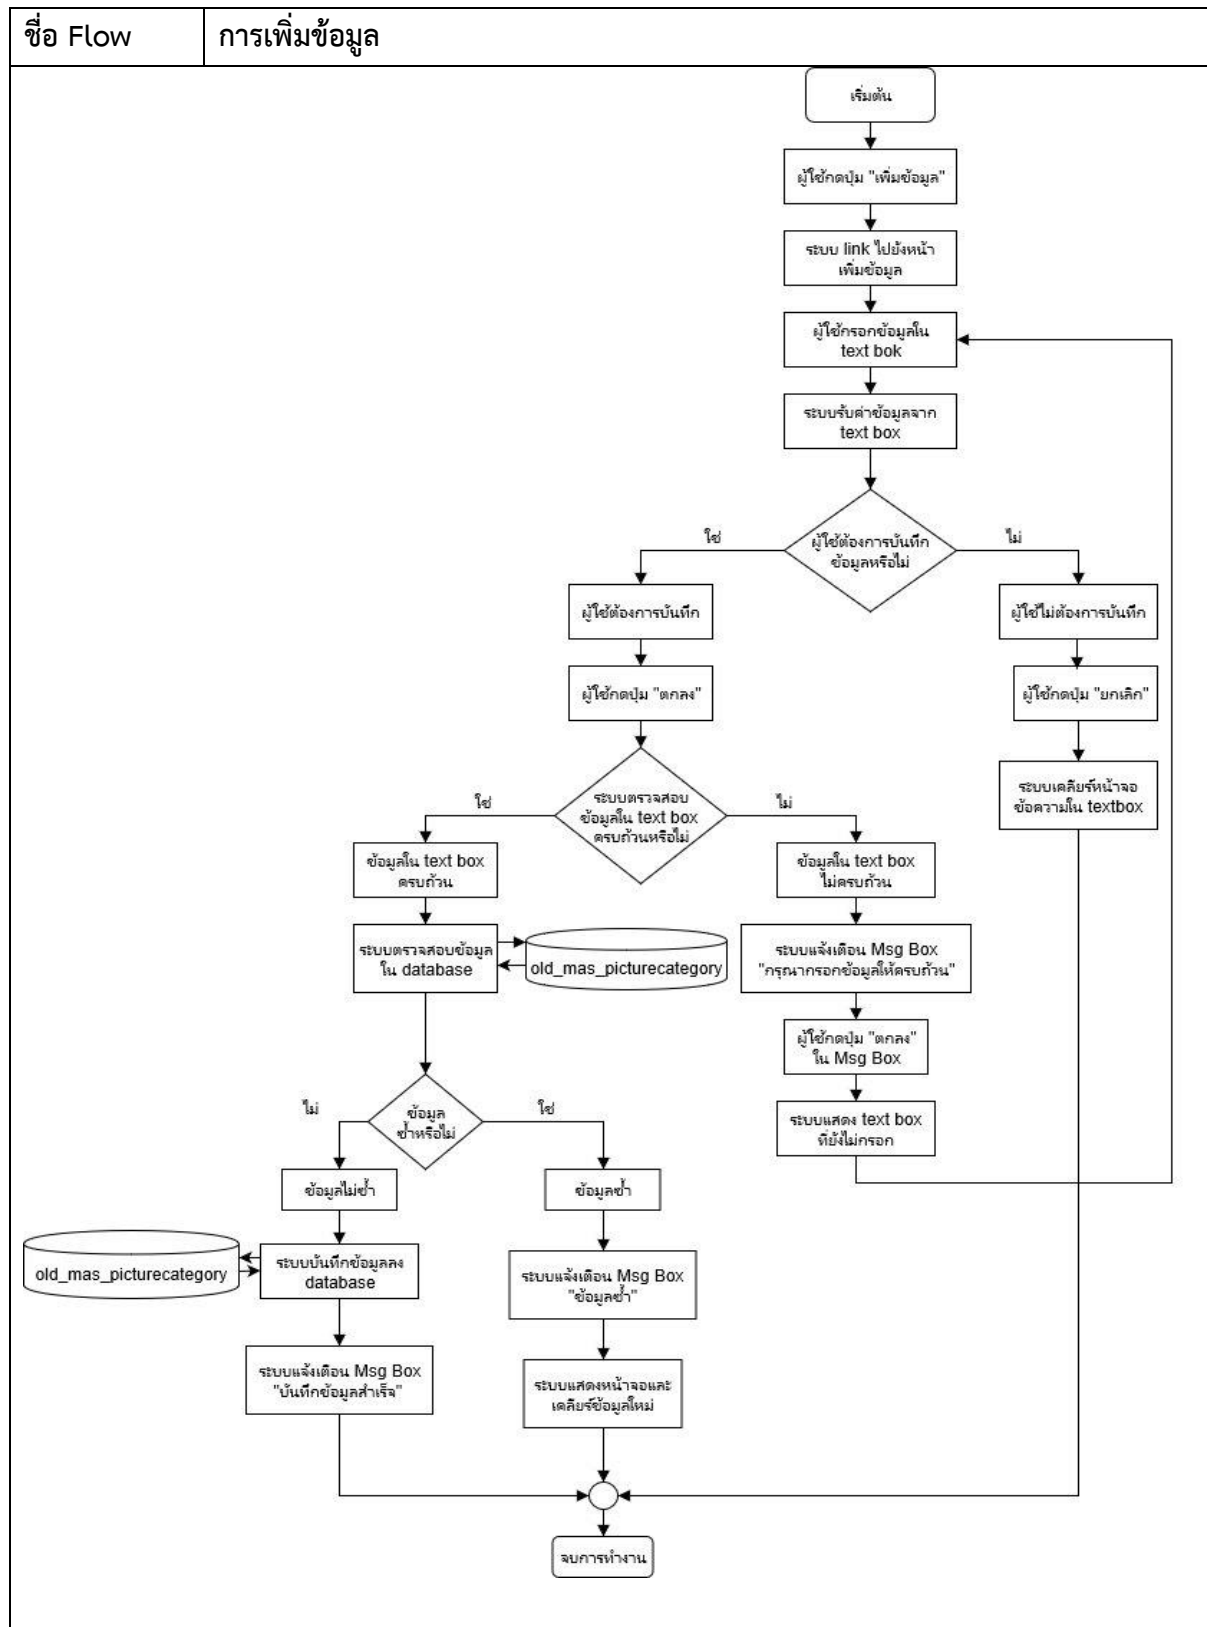 ชื่อ Flow
การเพิ่มข้อมูล
เริ่มต้น
ผู้ใช้กดปุ่ม "เพิ่มข้อมูล"
ระบบ link ไปยังหน้า
เพิ่มข้อมูล
ผู้ใช้กรอกข้อมูลใน
text bok
ระบบรับค่าข้อมูลจาก
text box
ผู้ใช้ต้องการบันทึก
ข้อมูลหรือไม่
ใช่
ไม่
ผู้ใช้ต้องการบันทึก
ผู้ใช้ไม่ต้องการบันทึก
ผู้ใช้กดปุ่ม "ตกลง"
ผู้ใช้กดปุ่ม "ยกเลิก"
ระบบเคลียร์หน้าจอ
ข้อความใน textbox
ระบบตรวจสอบ
ข้อมูลใน text box
ครบถ้วนหรือไม่
ใช่
ไม่
ข้อมูลใน text box
ครบถ้วน
ข้อมูลใน text box
ไม่ครบถ้วน
ระบบตรวจสอบข้อมูล
ใน database
old_mas_picturecategory
ระบบแจ้งเตือน Msg Box
"กรุณากรอกข้อมูลให้ครบถ้วน"
ผู้ใช้กดปุ่ม "ตกลง"
ใน Msg Box
ระบบแสดง text box
ที่ยังไม่กรอก
ข้อมูล
ซ้ำหรือไม่
ไม่
ใช่
ข้อมูลไม่ซ้ำ
ข้อมูลซ้ำ
old_mas_picturecategory
ระบบบันทึกข้อมูลลง
database
ระบบแจ้งเตือน Msg Box
"ข้อมูลซ้ำ"
ระบบแจ้งเตือน Msg Box
"บันทึกข้อมูลสำเร็จ"
ระบบแสดงหน้าจอและ
เคลียร์ข้อมูลใหม่
จบการทำงาน